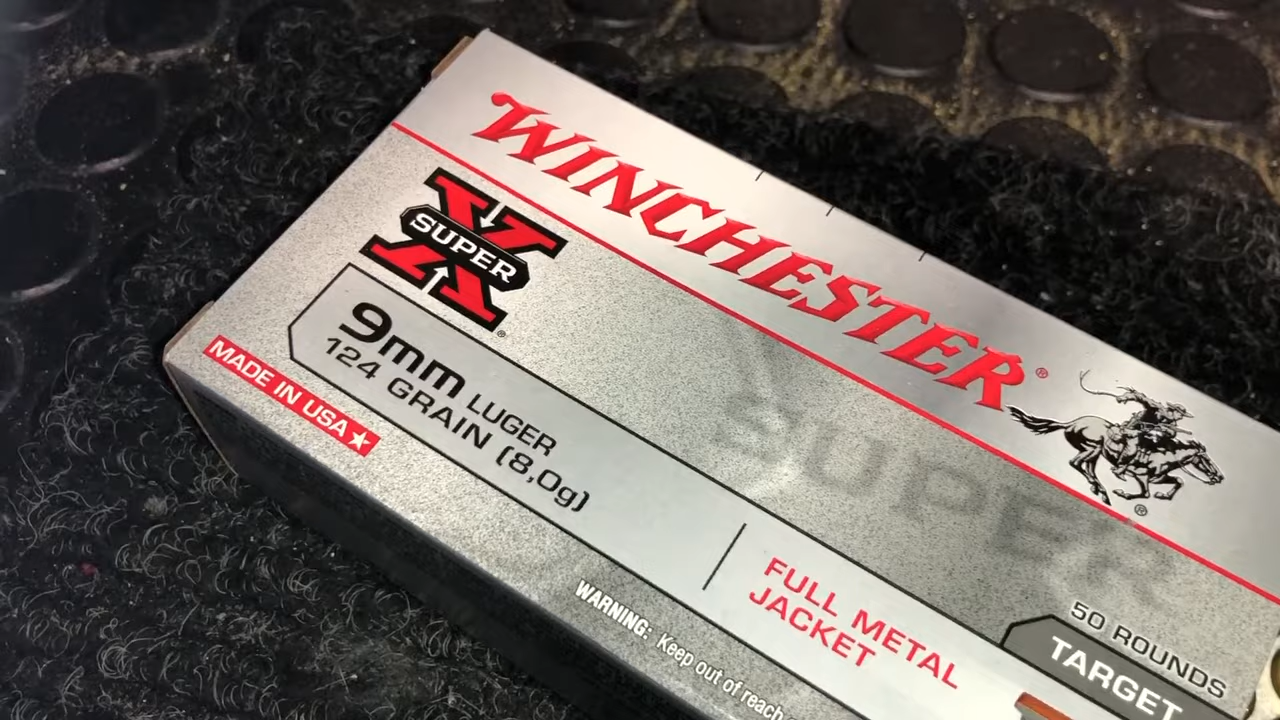 WINCHESTER®
SUPER X®
9mm LUGER
124 GRAIN (8,0g)
MADE IN USA
SUPER
FULL METAL
JACKET
WARNING: Keep out of reach
50 ROUNDS
TARGET